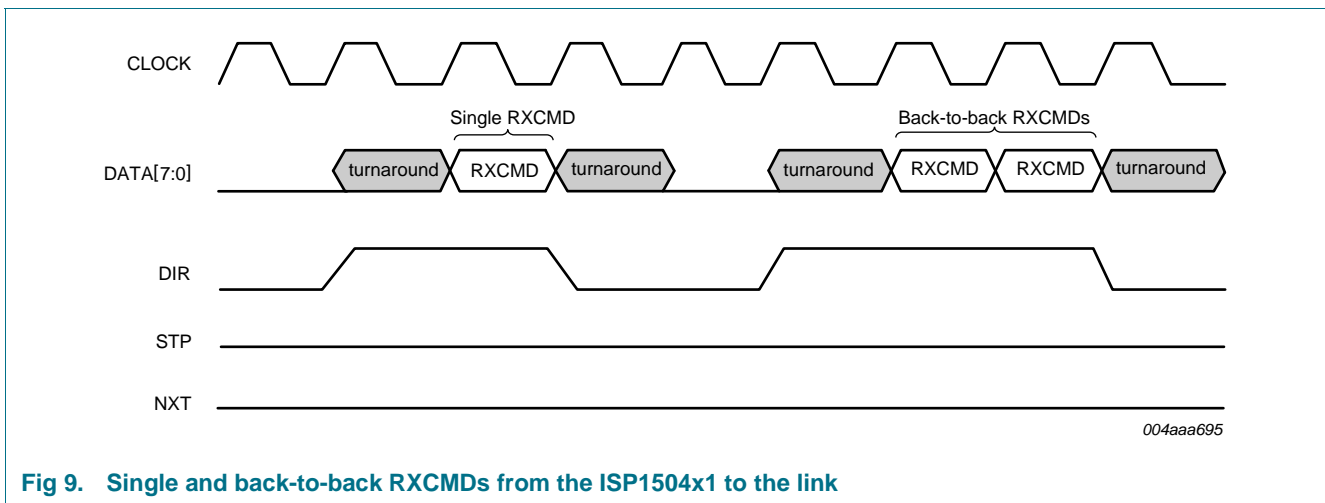 CLOCK
Single RXCMD
Back-to-back RXCMDs
DATA[7:0]
turnaround
RXCMD
turnaround
turnaround
RXCMD
RXCMD
turnaround
DIR
STP
NXT
004aaa695
Fig 9. Single and back-to-back RXCMDs from the ISP1504x1 to the link